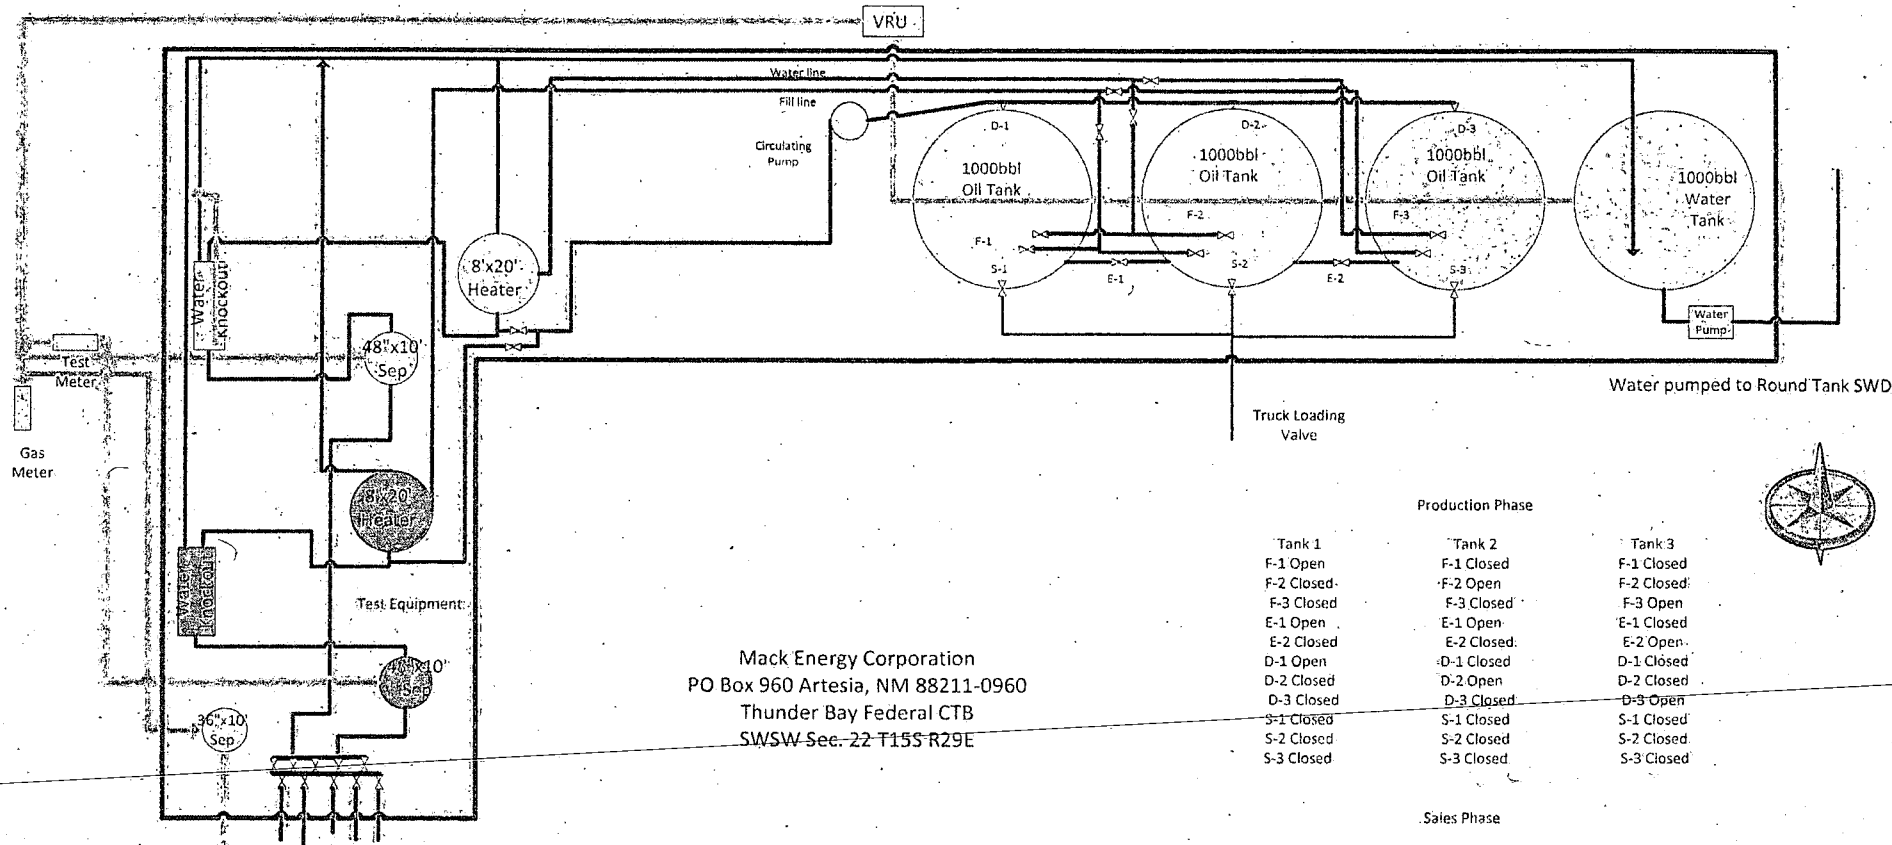 VRU
Water line
Fill line
Circulating
Pump
D-1
1000bbl
Oil Tank
F-1
S-1
E-1
D-2
1000bbl
Oil Tank
F-2
S-2
E-2
D-3
1000bbl
Oil Tank
F-3
S-3
1000bbl
Water
Tank
Water
Pump
Water pumped to Round Tank SWD
8'x20'
Heater
Water
Knockout
48"x10'
Sep
Test
Meter
Gas
Meter
Truck Loading
Valve
8'x20'
Heater
Water
Knockout
Test Equipment
48"x10'
Sep
36"x10'
Sep
Mack Energy Corporation
PO Box 960 Artesia, NM 88211-0960
Thunder Bay Federal CTB
SWSW Sec. 22 T15S R29E
Production Phase
Tank 1 Tank 2 Tank 3
F-1 Open F-1 Closed F-1 Closed
F-2 Closed F-2 Open F-2 Closed
F-3 Closed F-3 Closed F-3 Open
E-1 Open E-1 Open E-1 Closed
E-2 Closed E-2 Closed E-2 Open
D-1 Open D-1 Closed D-1 Closed
D-2 Closed D-2 Open D-2 Closed
D-3 Closed D-3 Closed D-3 Open
S-1 Closed S-1 Closed S-1 Closed
S-2 Closed S-2 Closed S-2 Closed
S-3 Closed S-3 Closed S-3 Closed
Sales Phase